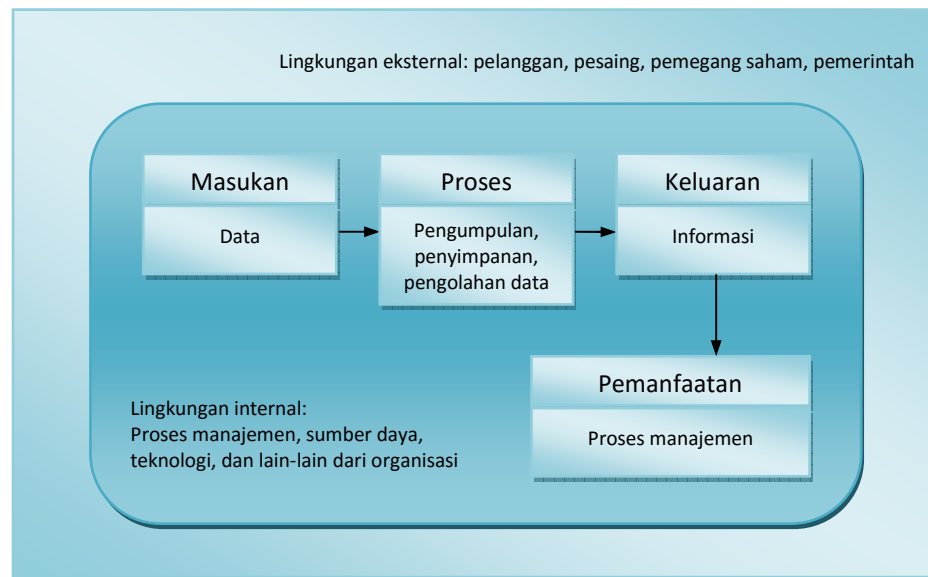 Lingkungan eksternal: pelanggan, pesaing, pemegang saham, pemerintah
Masukan
Data
Proses
Pengumpulan,
penyimpanan,
pengolahan data
Keluaran
Informasi
Pemanfaatan
Proses manajemen
Lingkungan internal:
Proses manajemen, sumber daya,
teknologi, dan lain-lain dari organisasi